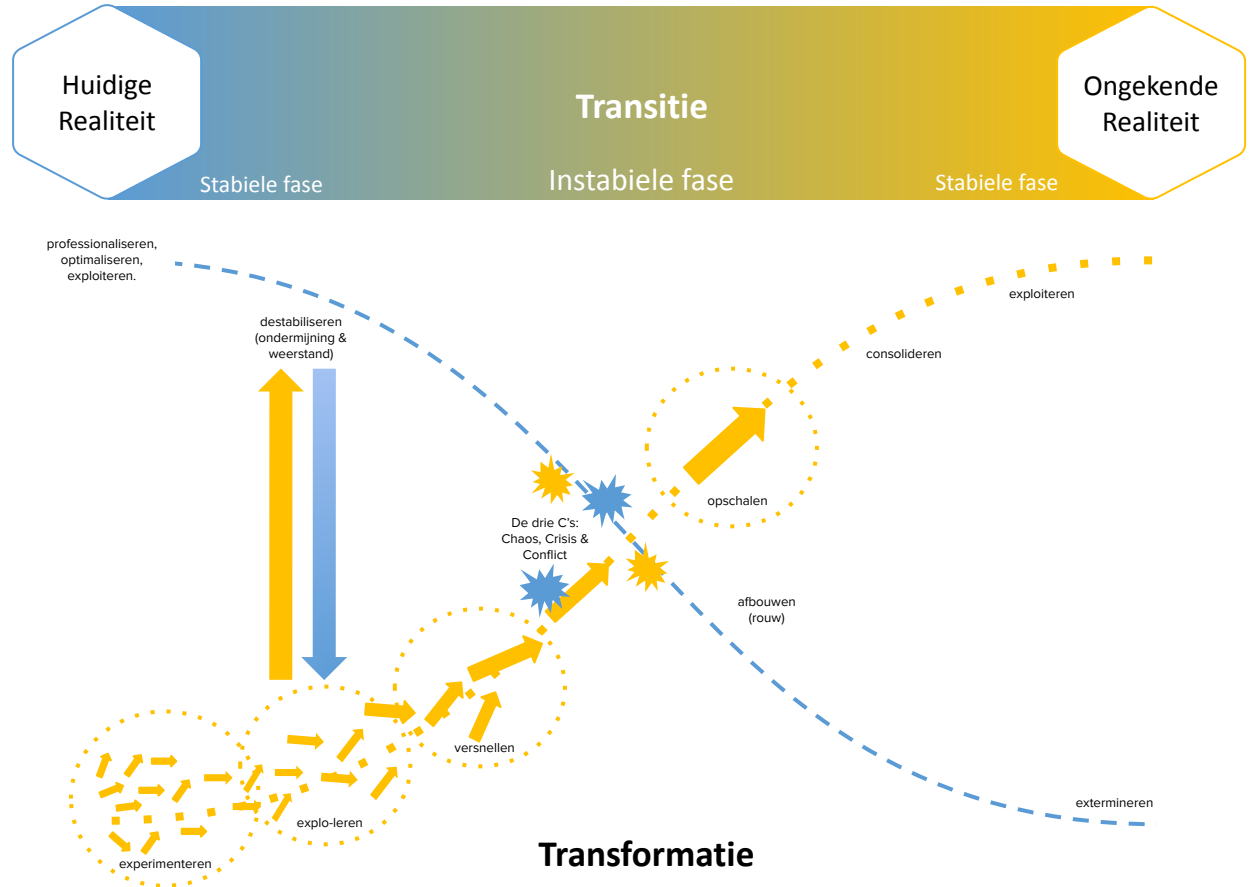 Huidige
Realiteit
Transitie
Ongekende
Realiteit
Stabiele fase
Instabiele fase
Stabiele fase
professionaliseren,
optimaliseren,
exploiteren.
exploiteren
destabiliseren
(ondermijning &
weerstand)
consolideren
opschalen
De drie C's:
Chaos, Crisis &
Conflict
afbouwen
(rouw)
versnellen
extermineren
explo-leren
experimenteren
Transformatie